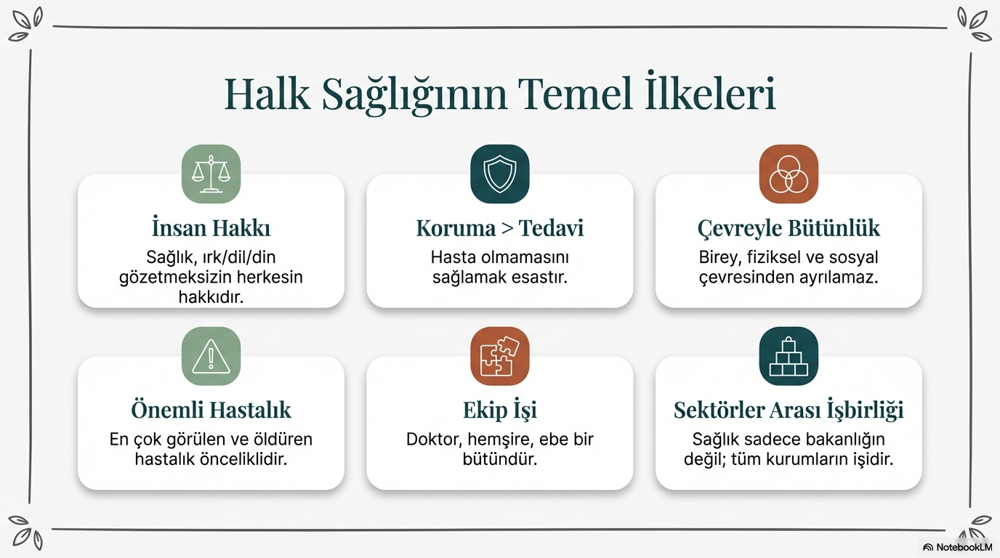 Halk Sağlığının Temel İlkeleri
İnsan Hakkı
Sağlık, ırk/dil/din
gözetmeksizin herkesin
hakkıdır.
Koruma > Tedavi
Hasta olmamasını
sağlamak esastır.
Çevreyle Bütünlük
Birey, fiziksel ve sosyal
çevresinden ayrılamaz.
Önemli Hastalık
En çok görülen ve öldüren
hastalık önceliklidir.
Ekip İşi
Doktor, hemşire, ebe bir
bütündür.
Sektörler Arası İşbirliği
Sağlık sadece bakanlığın
değil; tüm kurumların işidir.
NotebookLM